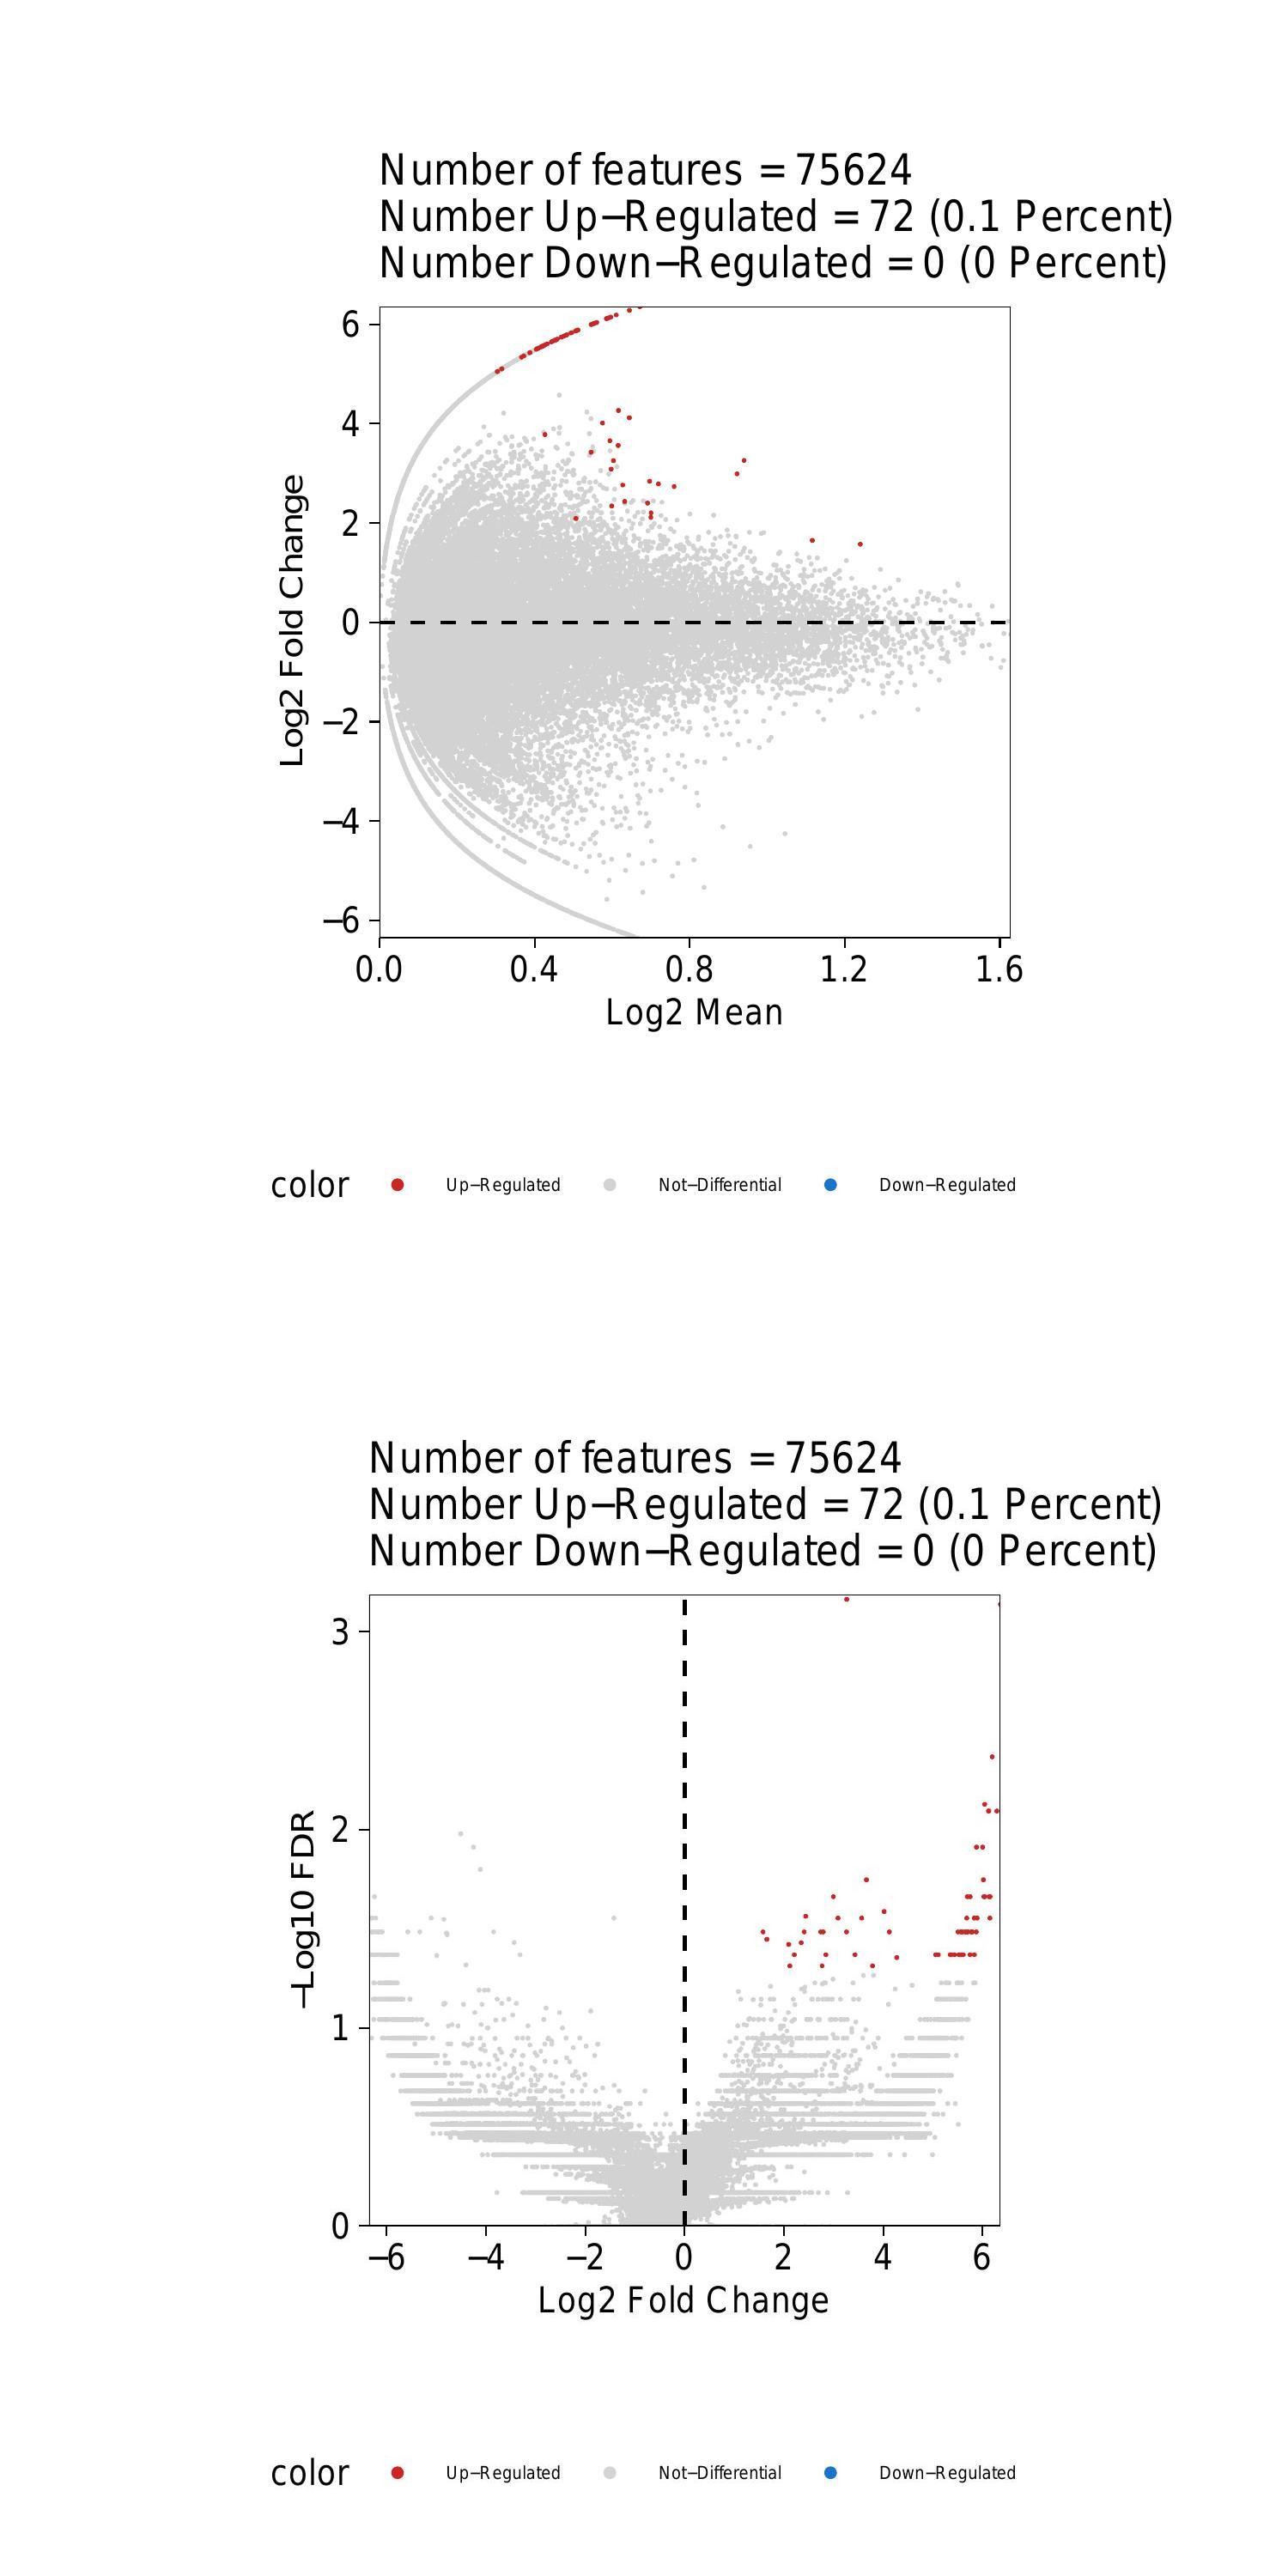 Number of features = 75624
Number Up−Regulated = 72 (0.1 Percent)
Number Down−Regulated = 0 (0 Percent)
6
4
2
0
−2
−4
−6
Log2 Fold Change
0.0 0.4 0.8 1.2 1.6
Log2 Mean
color Up−Regulated Not−Differential Down−Regulated
Number of features = 75624
Number Up−Regulated = 72 (0.1 Percent)
Number Down−Regulated = 0 (0 Percent)
3
2
1
0
−Log10 FDR
−6 −4 −2 0 2 4 6
Log2 Fold Change
color Up−Regulated Not−Differential Down−Regulated